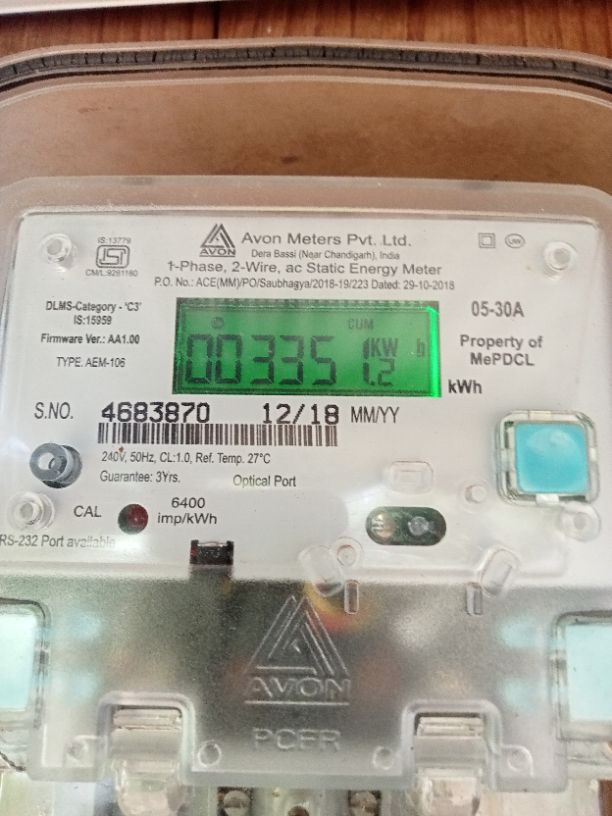 IS:13779
ISI
CM/L:9281160
AVON
Avon Meters Pvt. Ltd.
Dera Bassi (Near Chandigarh), India
1-Phase, 2-Wire, ac Static Energy Meter
P.O. No.: ACE(MM)/PO/Saubhagya/2018-19/223 Dated: 29-10-2018
DLMS-Category - 'C3'
IS:15959
Firmware Ver.: AA1.00
TYPE: AEM-106
CUM
003351.2
KW h
kWh
05-30A
Property of
MePDCL
S.NO. 4683870 12/18 MM/YY
240V, 50Hz, CL:1.0, Ref. Temp. 27°C
Guarantee: 3Yrs. Optical Port
CAL
6400
imp/kWh
RS-232 Port available
AVON
PCFR